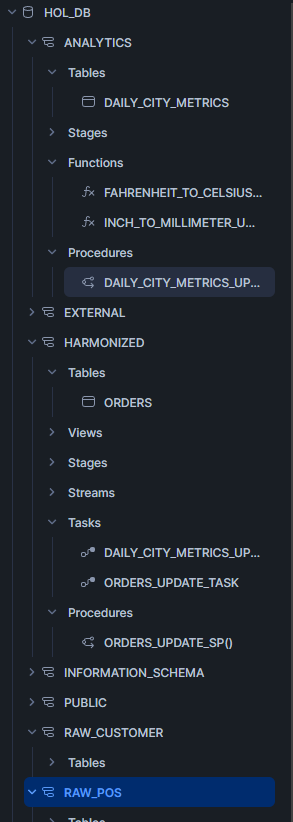 HOL_DB
ANALYTICS
Tables
DAILY_CITY_METRICS
Stages
Functions
FAHRENHEIT_TO_CELSIUS...
INCH_TO_MILLIMETER_U...
Procedures
DAILY_CITY_METRICS_UP...
EXTERNAL
HARMONIZED
Tables
ORDERS
Views
Stages
Streams
Tasks
DAILY_CITY_METRICS_UP...
ORDERS_UPDATE_TASK
Procedures
ORDERS_UPDATE_SP()
INFORMATION_SCHEMA
PUBLIC
RAW_CUSTOMER
Tables
RAW_POS
Tables